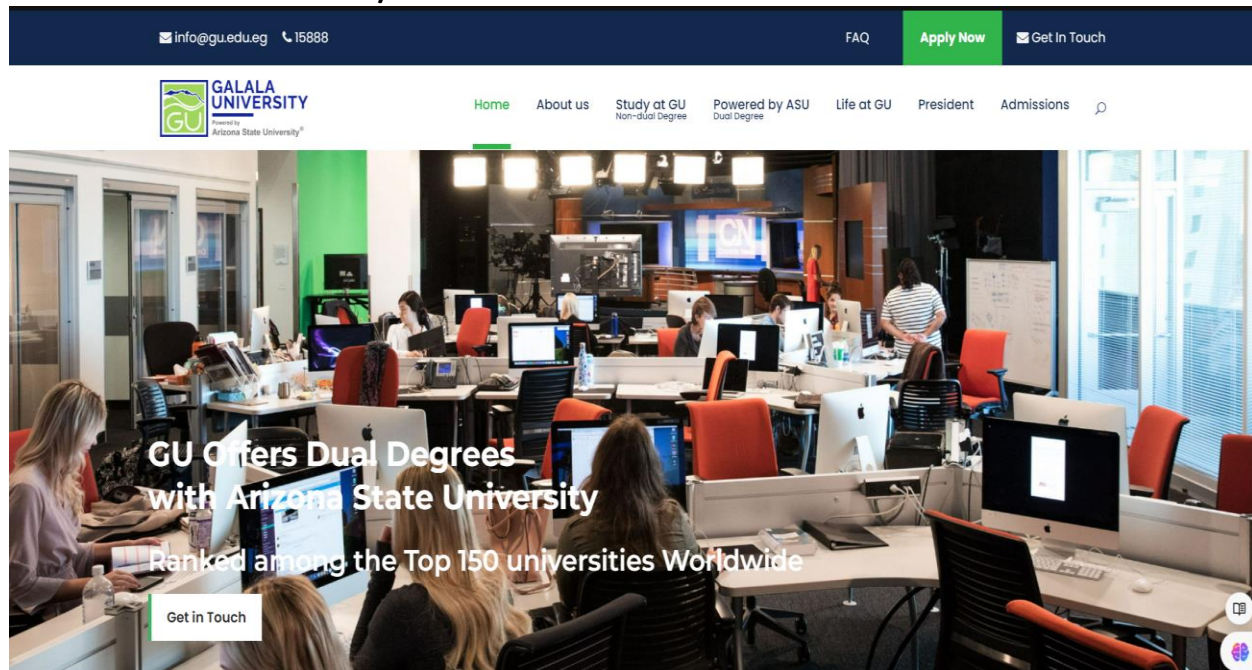 info@gu.edu.eg 15888 FAQ Apply Now Get In Touch
GALALA
UNIVERSITY
Powered by
Arizona State University®
GU
Home About us Study at GU Powered by ASU Life at GU President Admissions
Non-dual Degree Dual Degree
CN
GU Offers Dual Degrees
with Arizona State University
Ranked among the Top 150 universities Worldwide
Get in Touch